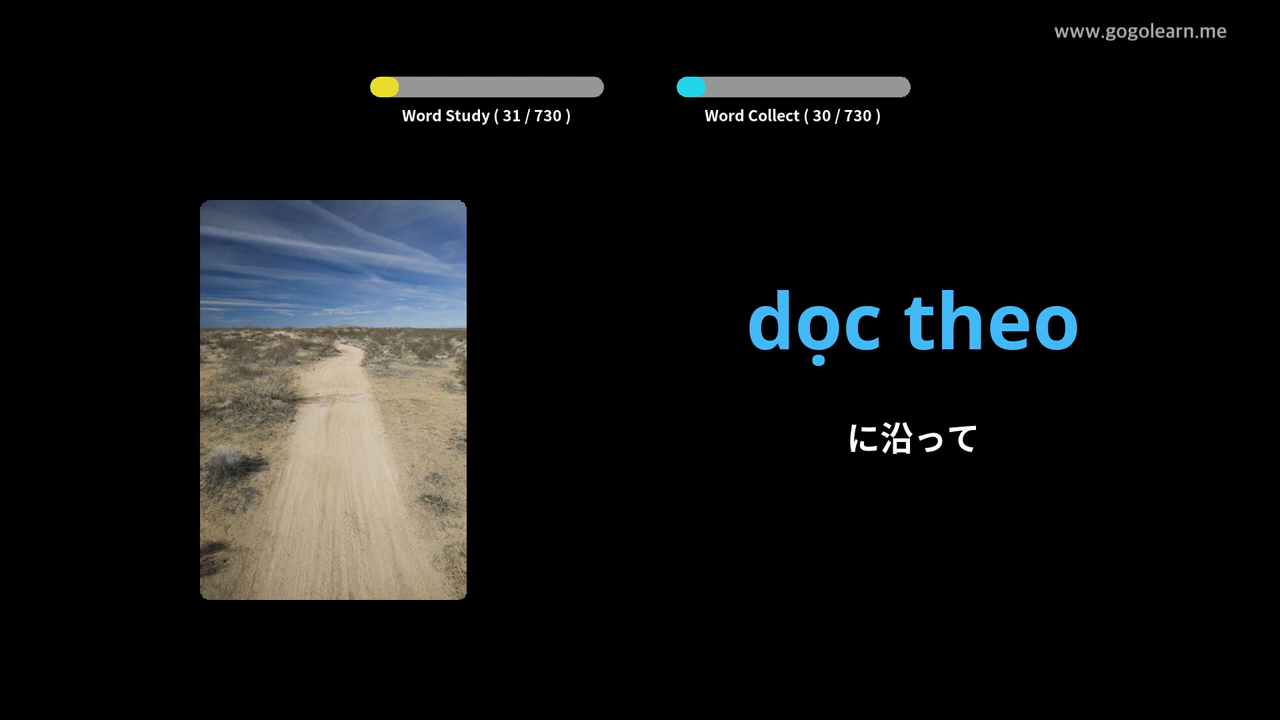 www.gogolearn.me
Word Study ( 31 / 730 )
Word Collect ( 30 / 730 )
dọc theo
に沿って